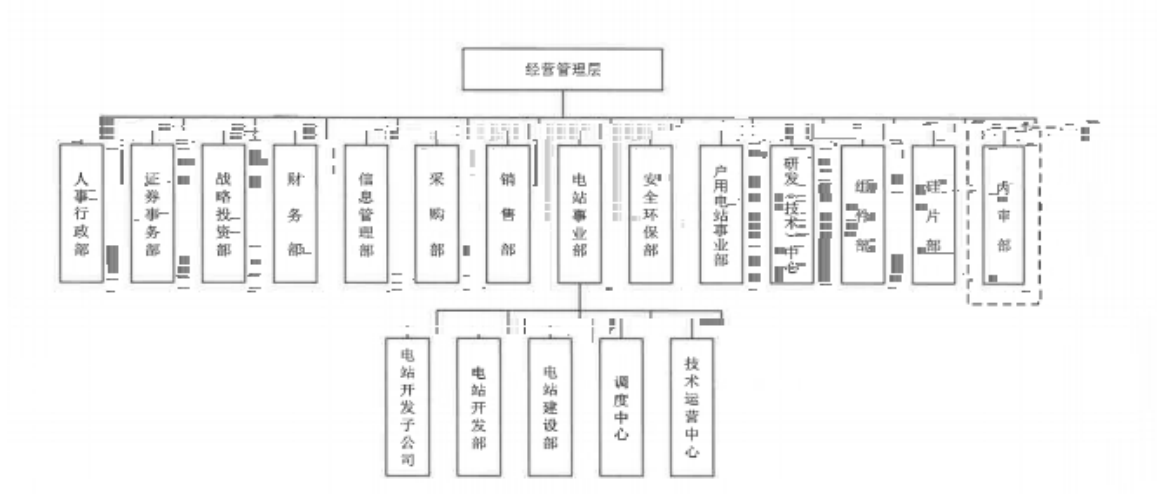 经营管理层
人事行政部
证券事务部
战略投资部
财务部
信息管理部
采购部
销售部
电站事业部
安全环保部
户用电站事业部
研发（技术）中心
组件部
硅片部
内审部
电站开发子公司
电站开发部
电站建设部
调度中心
技术运营中心